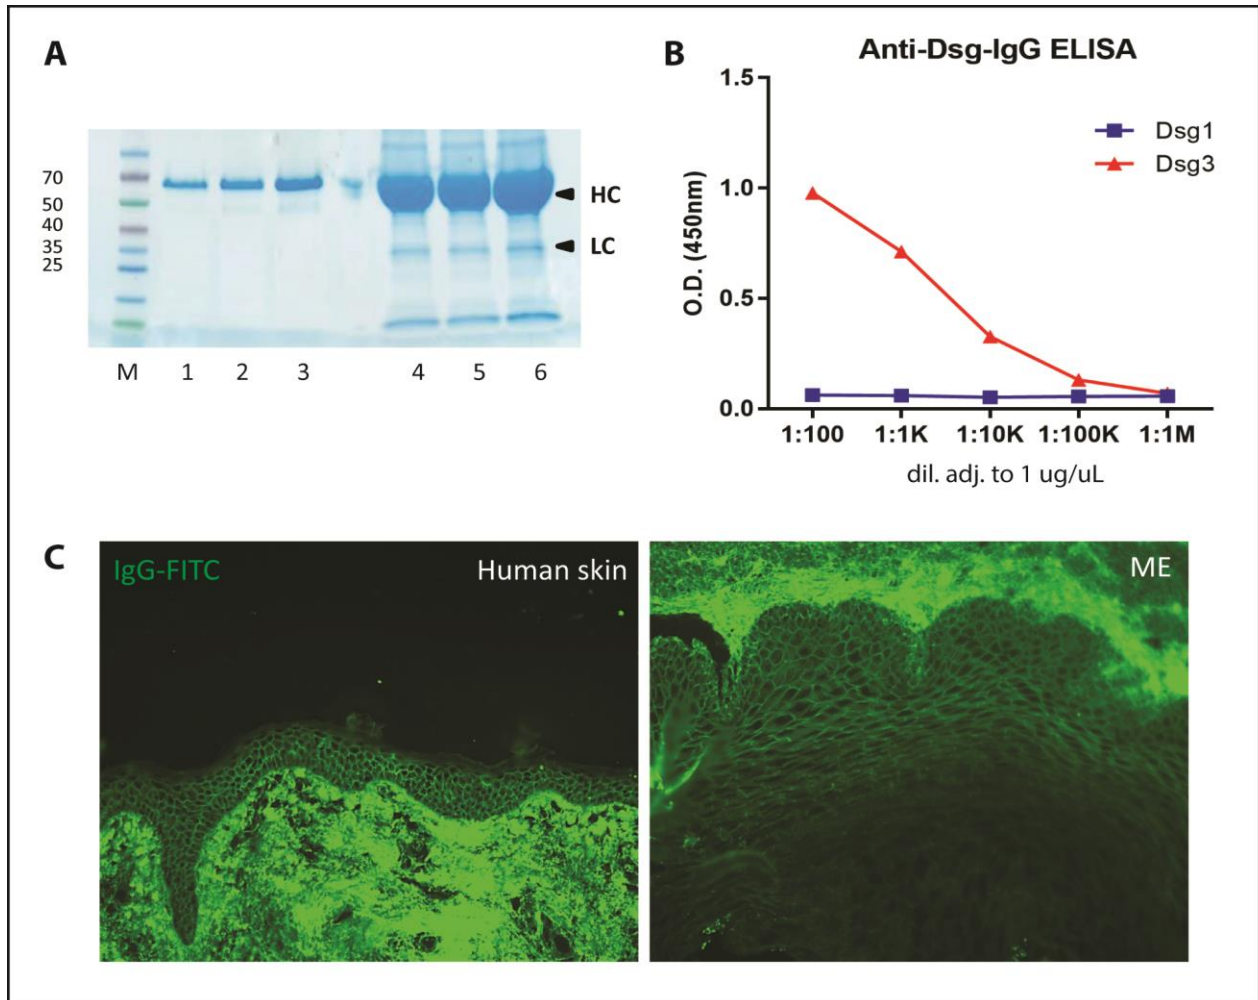 A
70
50
40
35
25
HC
LC
M 1 2 3 4 5 6
B
Anti-Dsg-IgG ELISA
1.5
1.0
0.5
0.0
O.D. (450nm)
Dsg1
Dsg3
1:100 1:1K 1:10K 1:100K 1:1M
dil. adj. to 1 ug/uL
C
IgG-FITC Human skin
ME